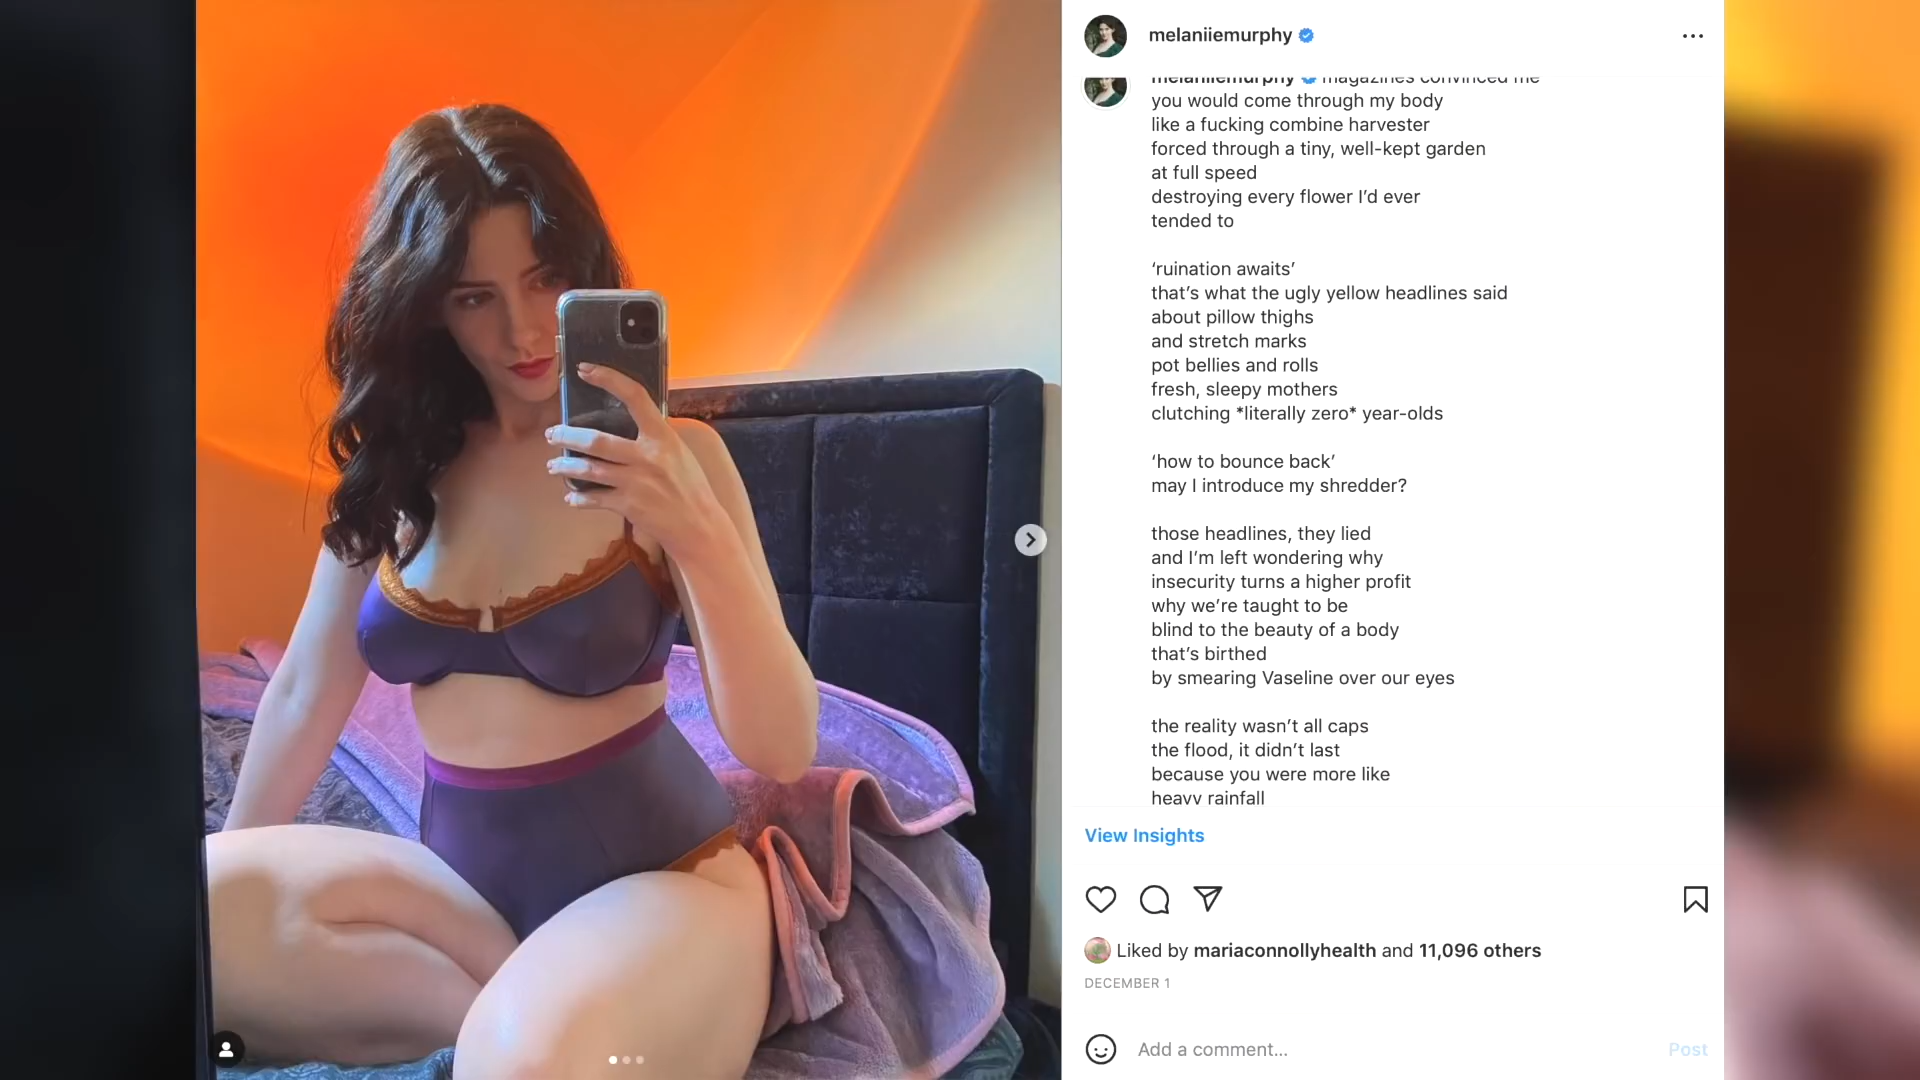 melaniiemurphy
melaniiemurphy magazines convinced me
you would come through my body
like a fucking combine harvester
forced through a tiny, well-kept garden
at full speed
destroying every flower I’d ever
tended to
‘ruination awaits’
that’s what the ugly yellow headlines said
about pillow thighs
and stretch marks
pot bellies and rolls
fresh, sleepy mothers
clutching *literally zero* year-olds
‘how to bounce back’
may I introduce my shredder?
those headlines, they lied
and I’m left wondering why
insecurity turns a higher profit
why we’re taught to be
blind to the beauty of a body
that’s birthed
by smearing Vaseline over our eyes
the reality wasn’t all caps
the flood, it didn’t last
because you were more like
heavy rainfall
View Insights
Liked by mariaconnollyhealth and 11,096 others
DECEMBER 1
Add a comment...
Post